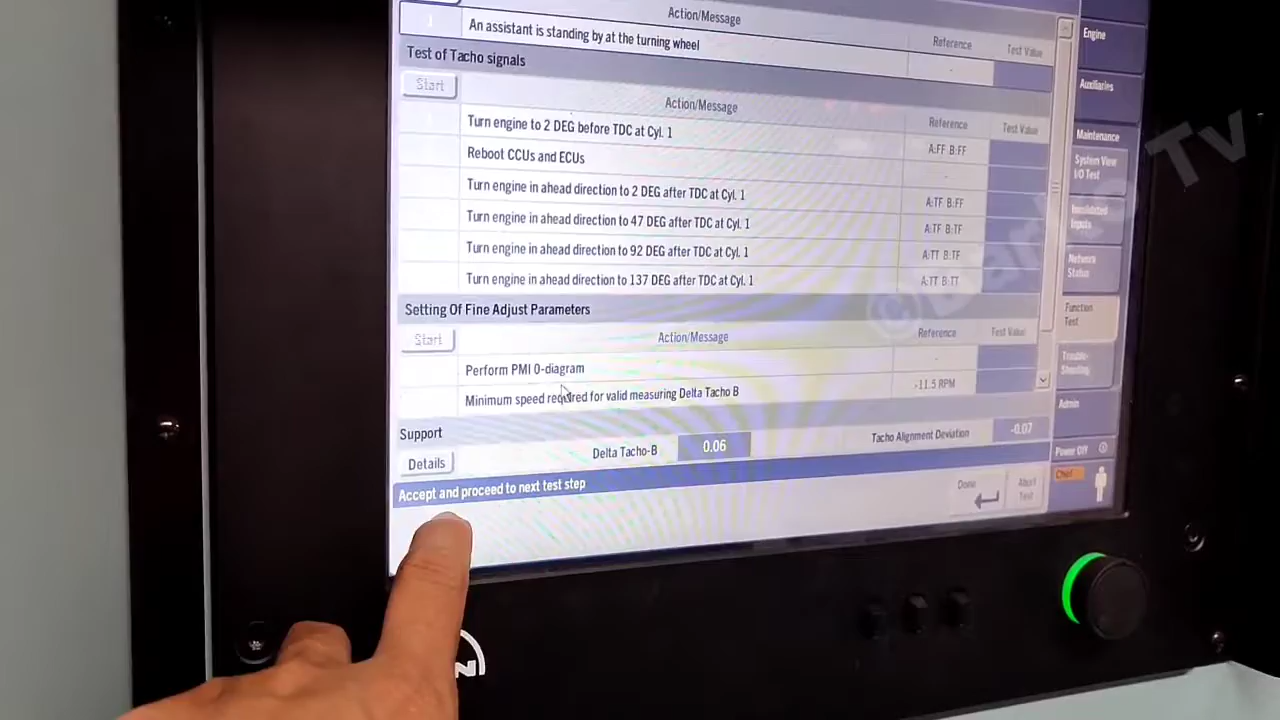 Action/Message
1 An assistant is standing by at the turning wheel
Reference Test Value
-
Test of Tacho signals
Start
Action/Message Reference Test Value
1 Turn engine to 2 DEG before TDC at Cyl. 1 A:FF B:FF
Reboot CCUs and ECUs -
Turn engine in ahead direction to 2 DEG after TDC at Cyl. 1 A:TF B:FF
Turn engine in ahead direction to 47 DEG after TDC at Cyl. 1 A:TF B:TF
Turn engine in ahead direction to 92 DEG after TDC at Cyl. 1 A:TT B:TF
Turn engine in ahead direction to 137 DEG after TDC at Cyl. 1 A:TT B:TT
Setting Of Fine Adjust Parameters
Start Action/Message Reference Test Value
Perform PMI 0-diagram -
Minimum speed required for valid measuring Delta Tacho B -11.5 RPM
Support
Details Delta Tacho-B 0.06 Tacho Alignment Deviation -0.07
Accept and proceed to next test step
Done
Abort
Test
Engine
Auxiliaries
Maintenance
System View
I/O Test
Invalidated
Inputs
Network
Status
Function
Test
Trouble-
Shooting
Admin
Power Off
Chief
Tv